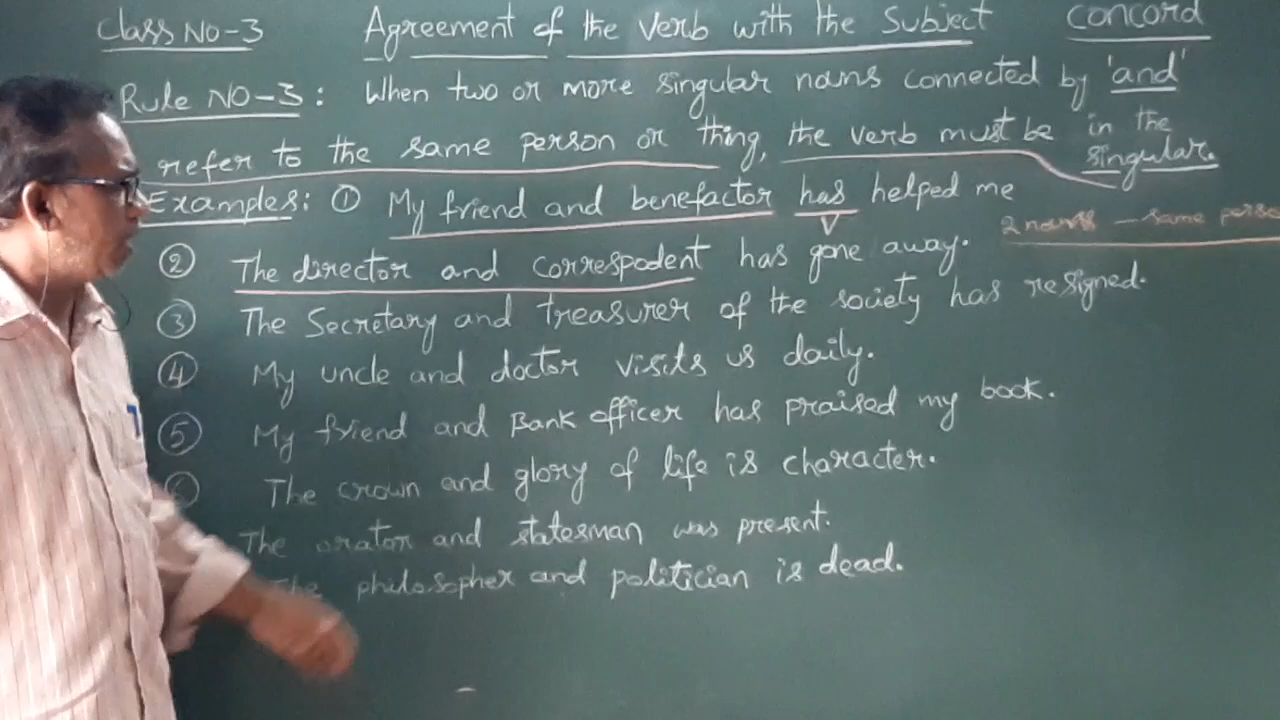 Class No-3 Agreement of the Verb with the Subject CONCORD
Rule NO-3: When two or more singular nams connected by 'and'
refer to the same person or thing, the verb must be in the singular.
Examples: ① My friend and benefactor has helped me
2 nams - same perso
② The director and correspodent has gone away.
③ The Secretary and treasurer of the society has resigned.
④ My uncle and doctor visits us daily.
⑤ My friend and Bank officer has praised my book.
⑥ The crown and glory of life is character.
The orator and statesman was present.
The philosopher and politician is dead.